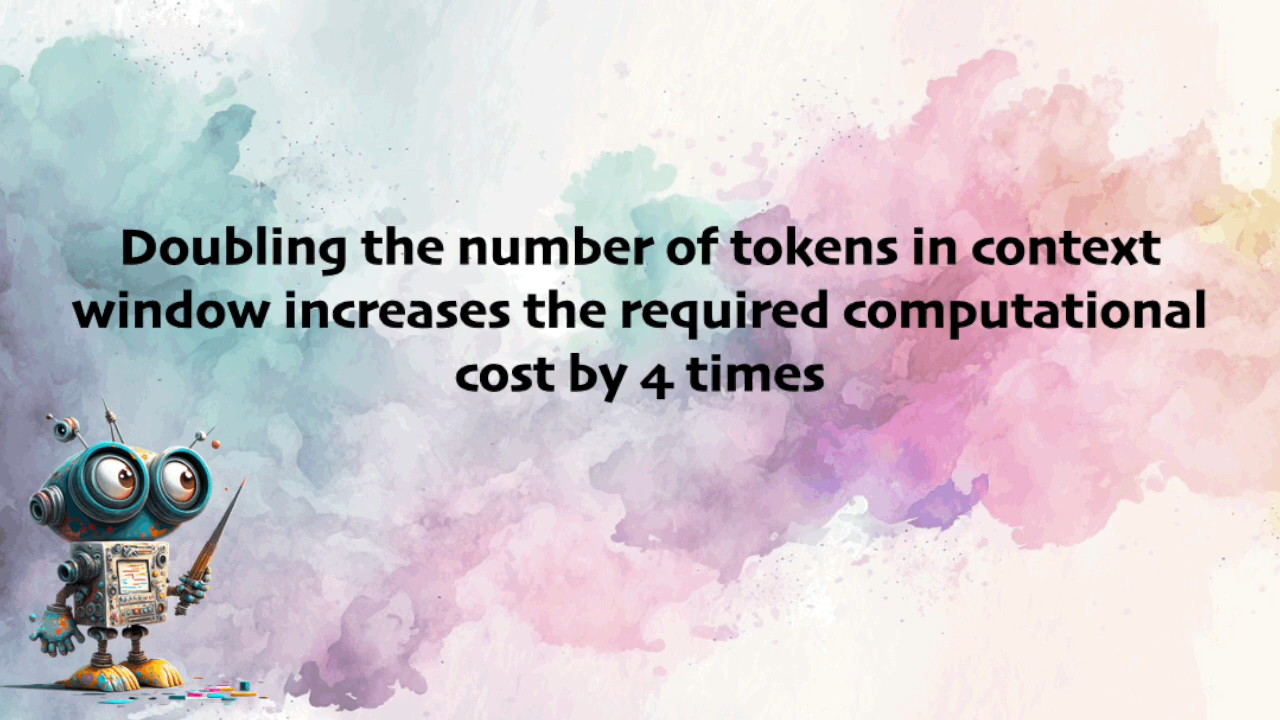 Doubling the number of tokens in context
window increases the required computational
cost by 4 times